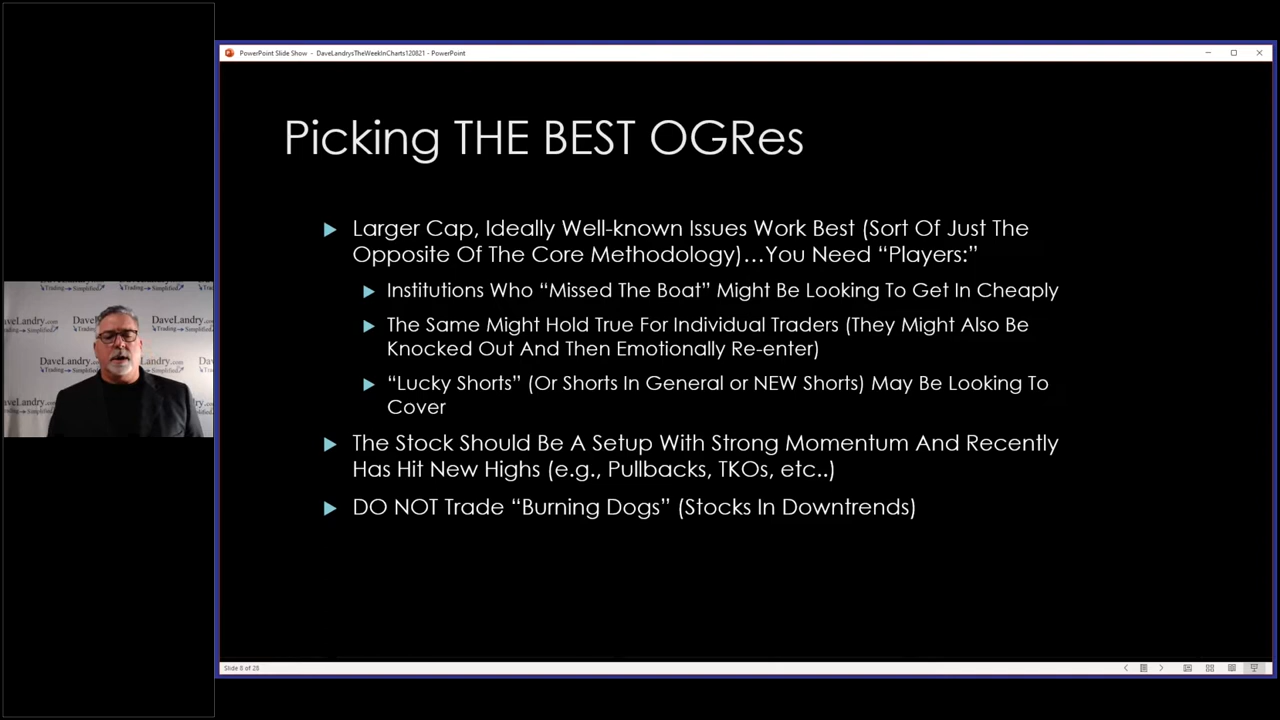 PowerPoint Slide Show - DaveLandrysTheWeekInCharts120821 - PowerPoint
Picking THE BEST OGRes
Larger Cap, Ideally Well-known Issues Work Best (Sort Of Just The
Opposite Of The Core Methodology)…You Need “Players:”
Institutions Who “Missed The Boat” Might Be Looking To Get In Cheaply
The Same Might Hold True For Individual Traders (They Might Also Be
Knocked Out And Then Emotionally Re-enter)
“Lucky Shorts” (Or Shorts In General or NEW Shorts) May Be Looking To
Cover
The Stock Should Be A Setup With Strong Momentum And Recently
Has Hit New Highs (e.g., Pullbacks, TKOs, etc..)
DO NOT Trade “Burning Dogs” (Stocks In Downtrends)
Slide 8 of 28
DaveLandry.com
Trading Simplified